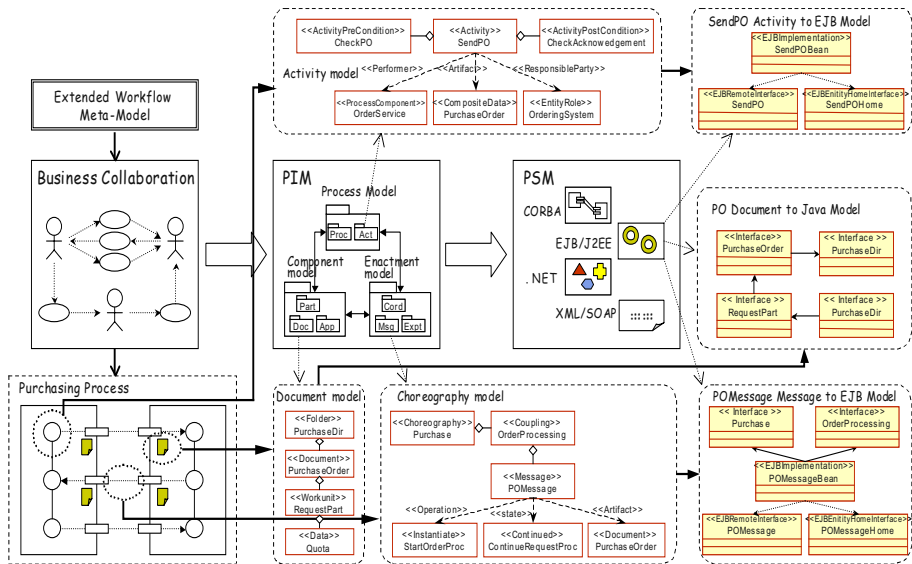 <<ActivityPreCondition>>
CheckPO
<<Activity>>
SendPO
<<ActivityPostCondition>>
CheckAcknowledgement
Activity model
<<Performer>
<Artifac>
<ResponsibleParty>>
<<ProcessComponent>>
OrderService
<<CompositeData>>
PurchaseOrder
<<EntityRole>>
OrderingSystem
SendPO Activity to EJB Model
<<EJBImplementation>>
SendPOBean
<<EJBRemoteInterface>>
SendPO
<<EJBEnitityHomeInterface>>
SendPOHome
Extended Workflow
Meta-Model
Business Collaboration
PIM
Process Model
Proc
Act
Component
model
Enactment
model
Part
Doc
App
Cord
Msg
Expt
PSM
CORBA
EJB/J2EE
.NET
XML/SOAP
PO Document to Java Model
<<Interface>>
PurchaseOrder
<<Interface >>
PurchaseDir
<< Interface >>
RequestPart
<< Interface >>
PurchaseDir
Purchasing Process
Document model
<<Folder>>
PurchaseDir
<<Document>>
PurchaseOrder
<<Workunit>>
RequestPart
<<Data>>
Quota
Choreography model
<<Choreography>>
Purchase
<<Coupling>>
OrderProcessing
<<Message>>
POMessage
<Operation>>
<<state>>
<Artifact>>
<<Instantiate>>
StartOrderProc
<<Continued>>
ContinueRequestProc
<<Document>>
PurchaseOrder
POMessage Message to EJB Model
<< Interface >>
Purchase
<<Interface>>
OrderProcessing
<<EJBImplementation>>
POMessageBean
<<EJBRemoteInterface>>
POMessage
<<EJBEnitityHomeInterface>>
POMessageHome